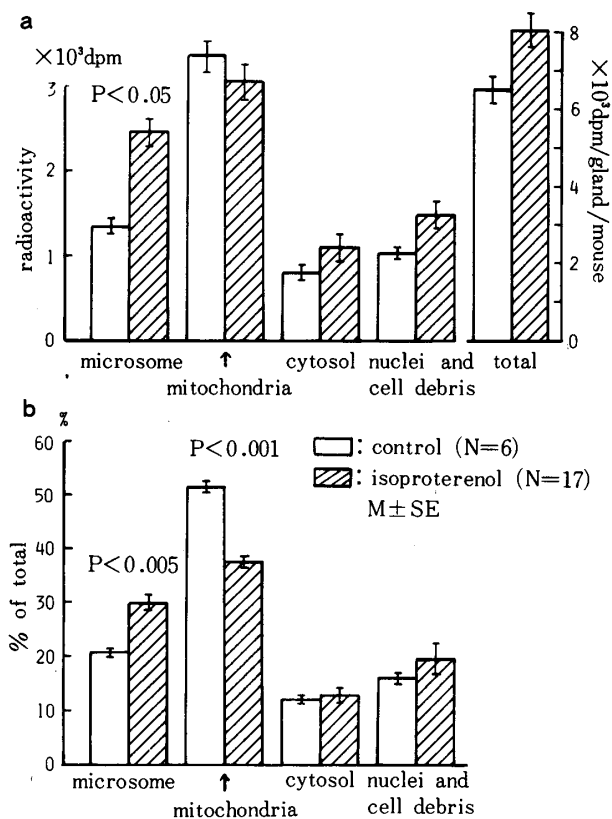 a
×10³dpm
P<0.05
3
2
1
0
radioactivity
8
6
4
2
0
×10³dpm/gland/mouse
microsome
↑
mitochondria
cytosol
nuclei and
cell debris
total
b
%
60
50
40
30
20
10
0
% of total
P<0.001
P<0.005
: control (N=6)
: isoproterenol (N=17)
M±SE
microsome
↑
mitochondria
cytosol
nuclei and
cell debris